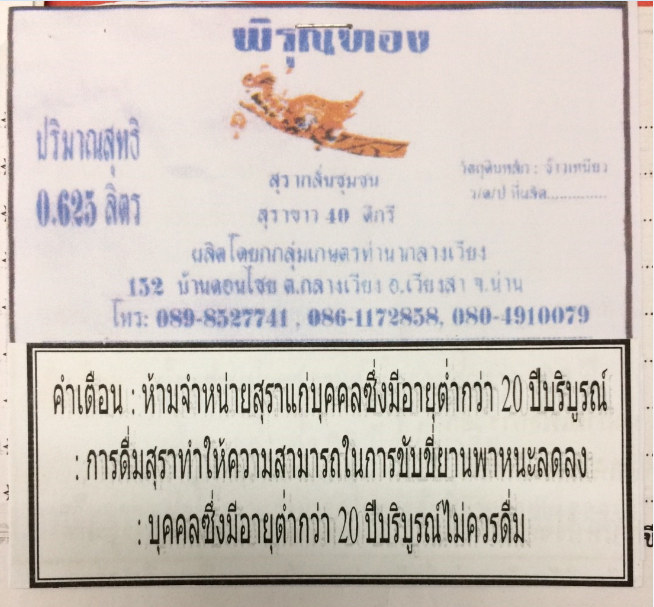 พิรุณทอง
ปริมาณสุทธิ
0.625 ลิตร
สุรากลั่นชุมชน
สุราขาว 40 ดีกรี
วัตถุดิบหลัก : ข้าวเหนียว
ว/ด/ป ที่ผลิต..............
ผลิตโดยกลุ่มเกษตรทำนากลางเวียง
152 บ้านดอนไชย ต.กลางเวียง อ.เวียงสา จ.น่าน
โทร: 089-8527741 , 086-1172858, 080-4910079
คำเตือน : ห้ามจำหน่ายสุราแก่บุคคลซึ่งมีอายุต่ำกว่า 20 ปีบริบูรณ์
: การดื่มสุราทำให้ความสามารถในการขับขี่ยานพาหนะลดลง
: บุคคลซึ่งมีอายุต่ำกว่า 20 ปีบริบูรณ์ไม่ควรดื่ม